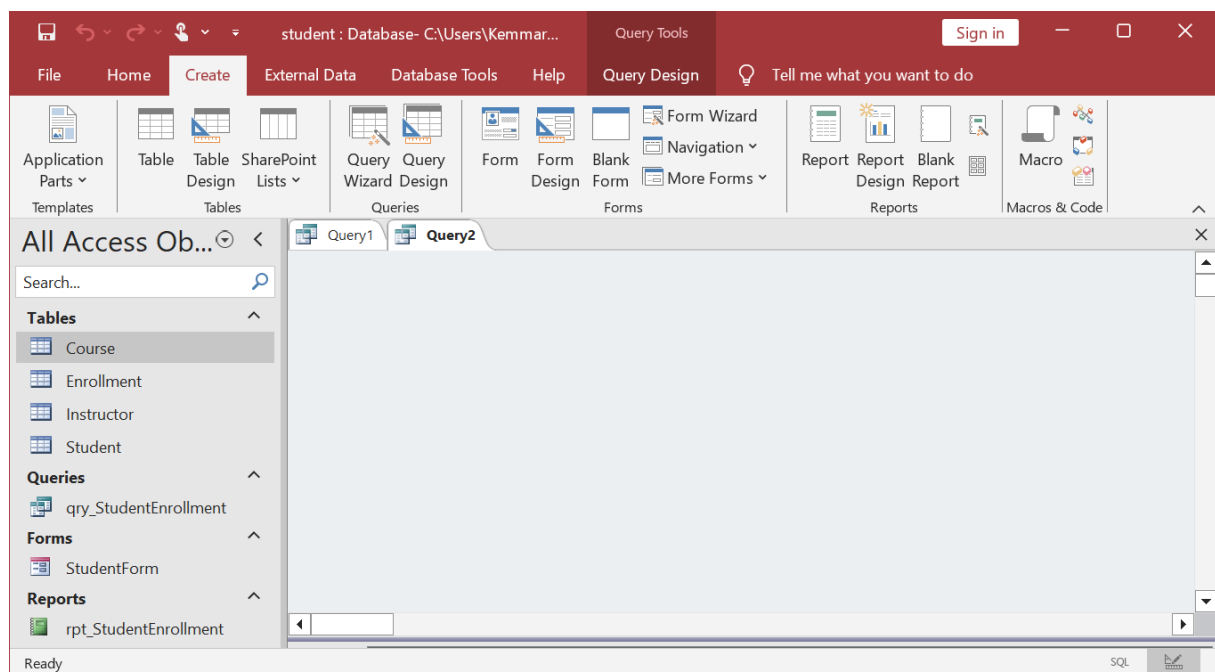 student : Database- C:\Users\Kemmar...
Query Tools
Sign in
File Home Create External Data Database Tools Help Query Design Tell me what you want to do
Application Parts
Table
Table Design
SharePoint Lists
Query Wizard
Query Design
Form
Form Design
Blank Form
Form Wizard
Navigation
More Forms
Report
Report Design
Blank Report
Macro
Templates Tables Queries Forms Reports Macros & Code
All Access Ob...
Query1 Query2
Search...
Tables
Course
Enrollment
Instructor
Student
Queries
qry_StudentEnrollment
Forms
StudentForm
Reports
rpt_StudentEnrollment
Ready SQL